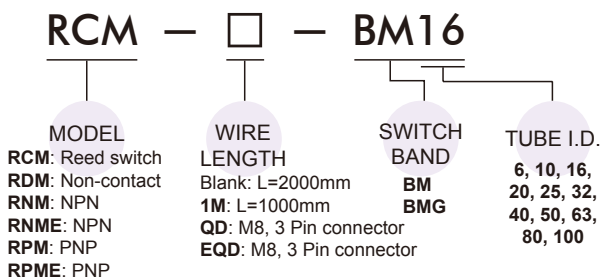 RCM — □ — BM16
MODEL
RCM: Reed switch
RDM: Non-contact
RNM: NPN
RNME: NPN
RPM: PNP
RPME: PNP
WIRE
LENGTH
Blank: L=2000mm
1M: L=1000mm
QD: M8, 3 Pin connector
EQD: M8, 3 Pin connector
SWITCH
BAND
BM
BMG
TUBE I.D.
6, 10, 16,
20, 25, 32,
40, 50, 63,
80, 100